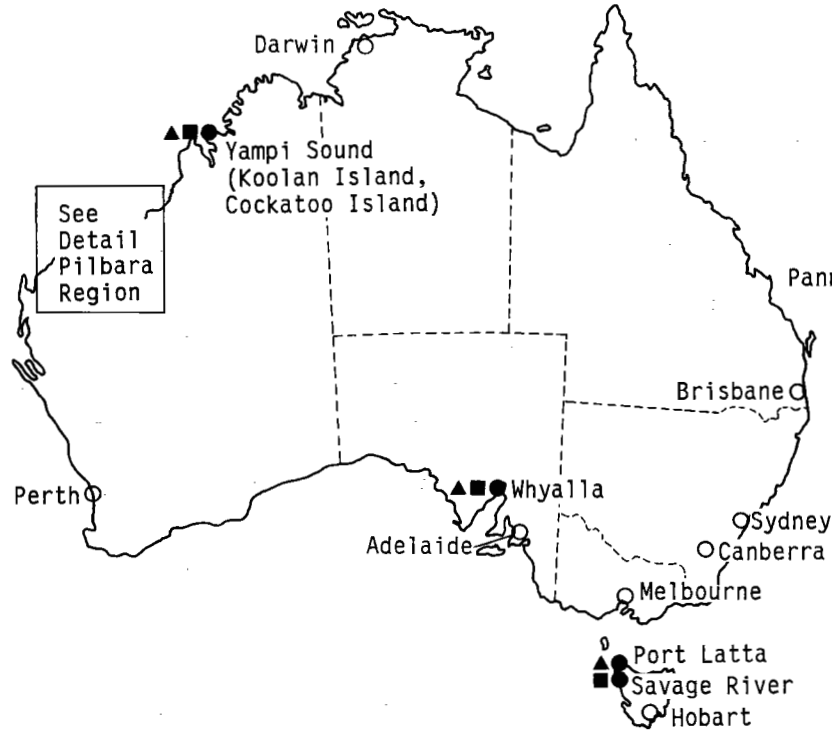 Darwin
Yampi Sound
(Koolan Island,
Cockatoo Island)
See
Detail
Pilbara
Region
Pann
Brisbane
Perth
Whyalla
Adelaide
Sydney
Canberra
Melbourne
Port Latta
Savage River
Hobart